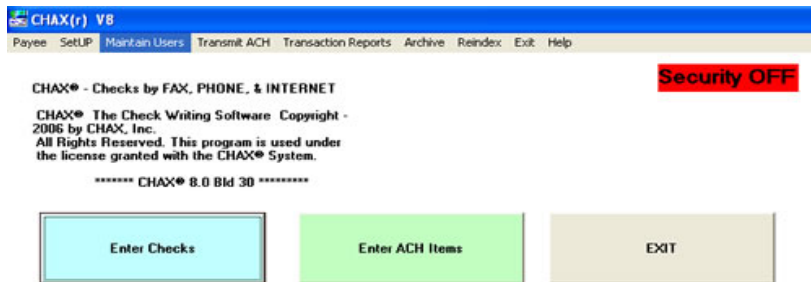 CHAX(r) V8
Payee SetUP Maintain Users Transmit ACH Transaction Reports Archive Reindex Exit Help
Security OFF
CHAX® - Checks by FAX, PHONE, & INTERNET
CHAX® The Check Writing Software Copyright -
2006 by CHAX, Inc.
All Rights Reserved. This program is used under
the license granted with the CHAX® System.
******* CHAX® 8.0 Bld 30 *********
Enter Checks
Enter ACH Items
EXIT